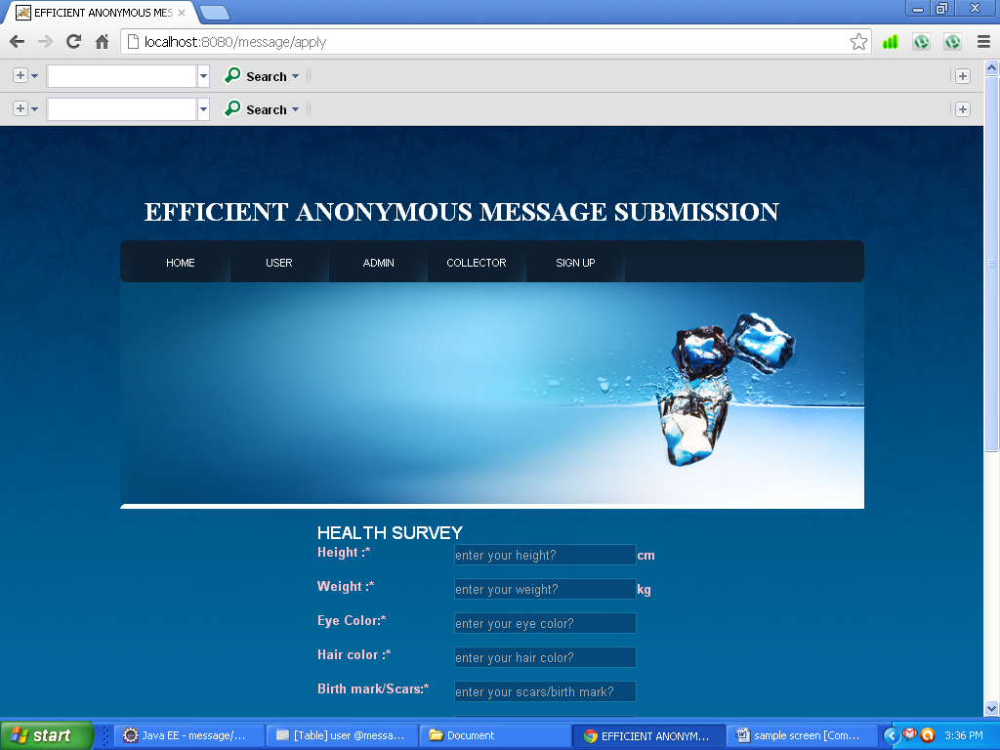 EFFICIENT ANONYMOUS MES
localhost:8080/message/apply
Search
Search
EFFICIENT ANONYMOUS MESSAGE SUBMISSION
HOME USER ADMIN COLLECTOR SIGN UP
HEALTH SURVEY
Height :* enter your height? cm
Weight :* enter your weight? kg
Eye Color:* enter your eye color?
Hair color :* enter your hair color?
Birth mark/Scars:* enter your scars/birth mark?
start Java EE - message/... [Table] user @messa... Document EFFICIENT ANONYM... sample screen [Com... 3:36 PM